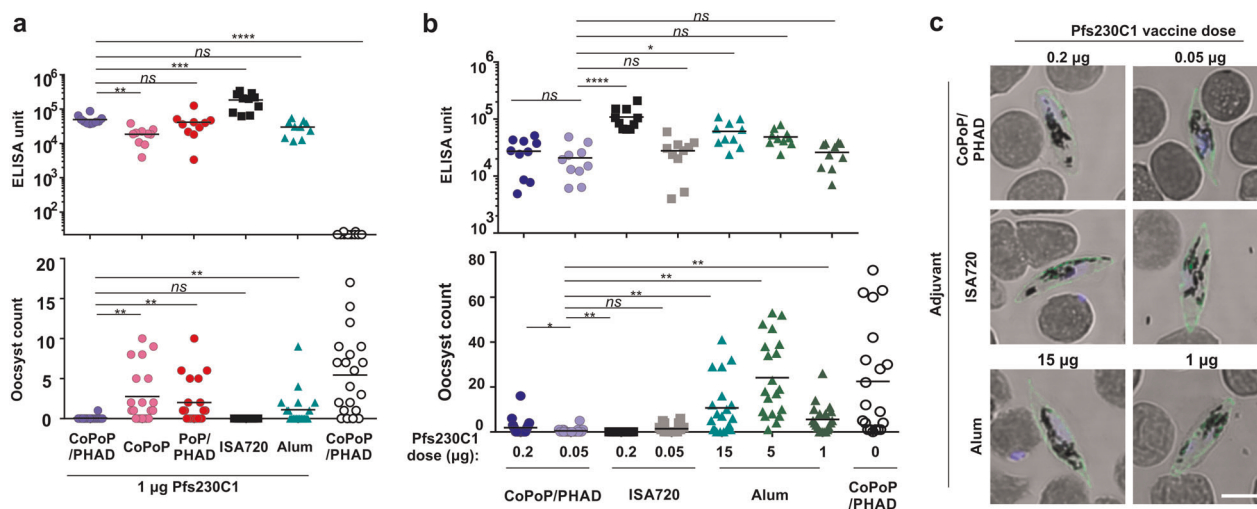 a
****
ns
***
ns
**
ELISA unit
10^6
10^5
10^4
10^3
10^2
Oocsyst count
20
15
10
5
0
**
ns
**
**
CoPoP
/PHAD
CoPoP
PoP/
PHAD
ISA720
Alum
CoPoP
/PHAD
1 µg Pfs230C1
b
ns
ns
*
ns
****
ns
ELISA unit
10^6
10^5
10^4
10^3
Oocsyst count
80
60
40
20
0
**
**
**
ns
**
*
Pfs230C1
dose (µg):
0.2
0.05
0.2
0.05
15
5
1
0
CoPoP/PHAD
ISA720
Alum
CoPoP
/PHAD
c
Pfs230C1 vaccine dose
0.2 µg
0.05 µg
Adjuvant
CoPoP/
PHAD
ISA720
15 µg
1 µg
Alum